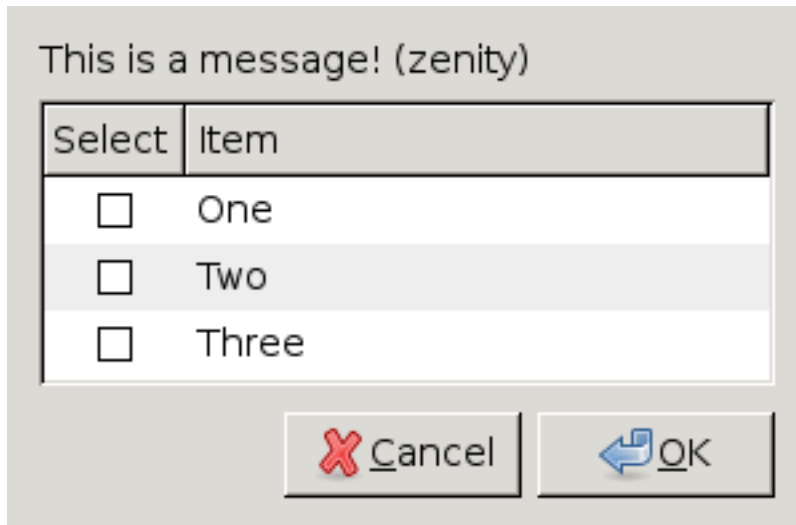 This is a message! (zenity)
Select Item
One
Two
Three
Cancel OK